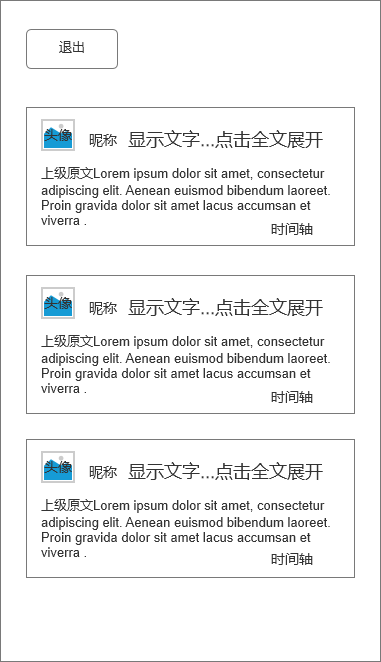 退出
头像 昵称 显示文字...点击全文展开
上级原文Lorem ipsum dolor sit amet, consectetur
adipiscing elit. Aenean euismod bibendum laoreet.
Proin gravida dolor sit amet lacus accumsan et
viverra .
时间轴
头像 昵称 显示文字...点击全文展开
上级原文Lorem ipsum dolor sit amet, consectetur
adipiscing elit. Aenean euismod bibendum laoreet.
Proin gravida dolor sit amet lacus accumsan et
viverra .
时间轴
头像 昵称 显示文字...点击全文展开
上级原文Lorem ipsum dolor sit amet, consectetur
adipiscing elit. Aenean euismod bibendum laoreet.
Proin gravida dolor sit amet lacus accumsan et
viverra .
时间轴